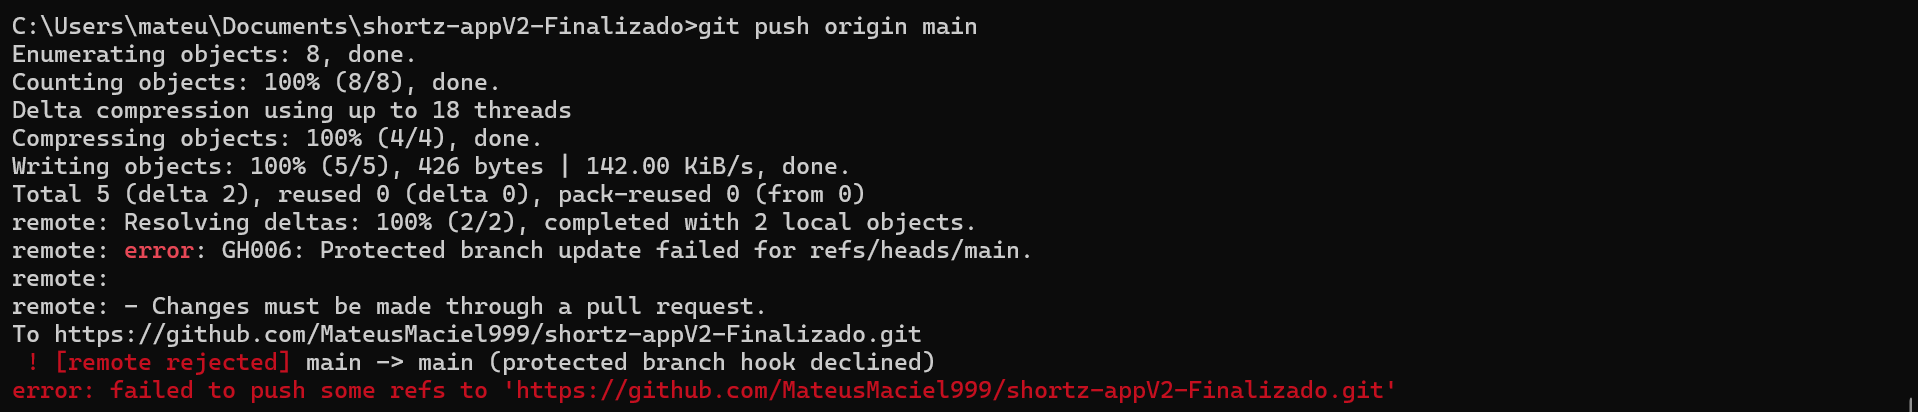 C:\Users\mateu\Documents\shortz-appV2-Finalizado>git push origin main
Enumerating objects: 8, done.
Counting objects: 100% (8/8), done.
Delta compression using up to 18 threads
Compressing objects: 100% (4/4), done.
Writing objects: 100% (5/5), 426 bytes | 142.00 KiB/s, done.
Total 5 (delta 2), reused 0 (delta 0), pack-reused 0 (from 0)
remote: Resolving deltas: 100% (2/2), completed with 2 local objects.
remote: error: GH006: Protected branch update failed for refs/heads/main.
remote:
remote: - Changes must be made through a pull request.
To https://github.com/MateusMaciel999/shortz-appV2-Finalizado.git
 ! [remote rejected] main -> main (protected branch hook declined)
error: failed to push some refs to 'https://github.com/MateusMaciel999/shortz-appV2-Finalizado.git'